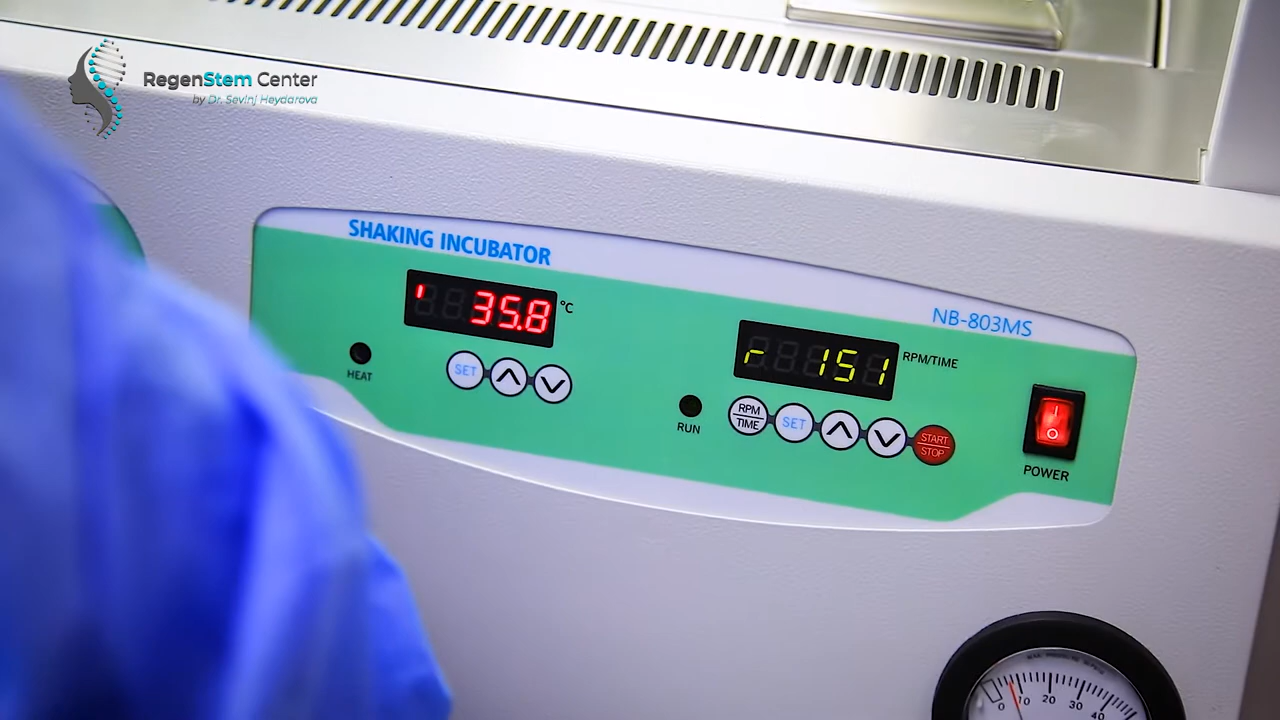 RegenStem Center
by Dr. Sevinj Heydarova
SHAKING INCUBATOR
NB-803MS
35.8
°C
r 151
RPM/TIME
HEAT
SET
RUN
RPM
TIME
SET
START
STOP
POWER
0 10 20 30 40